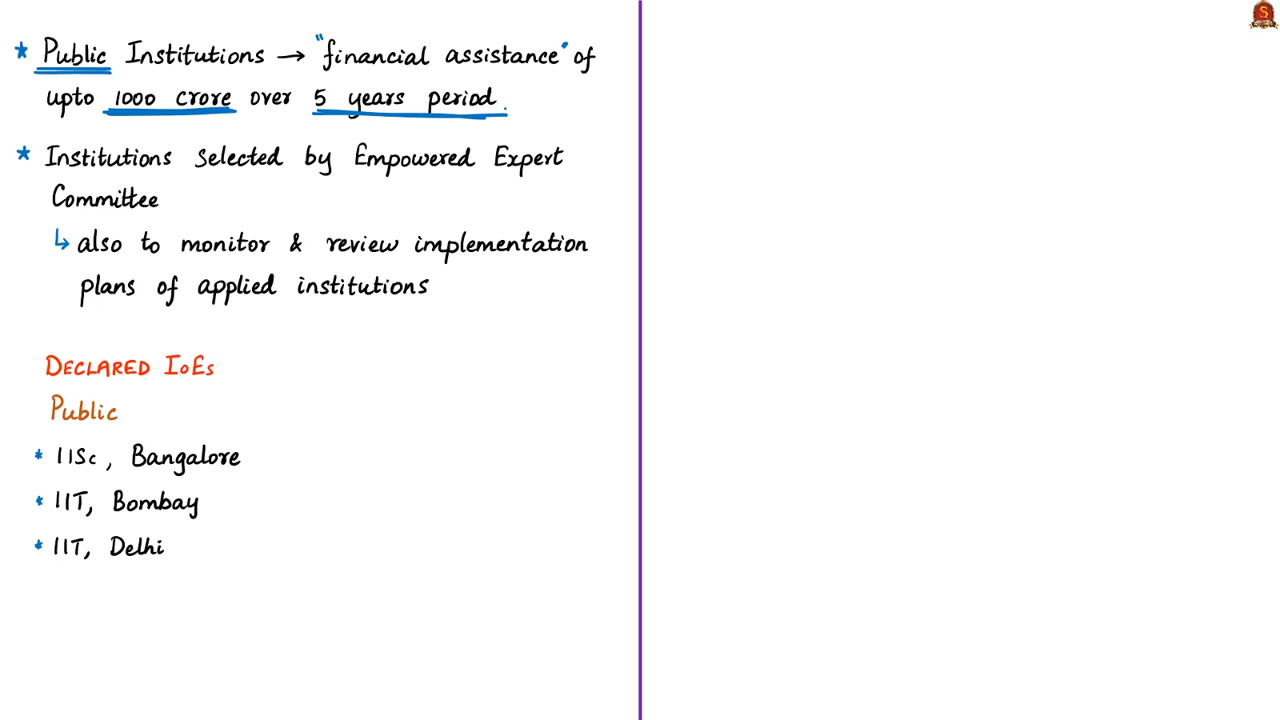 * Public Institutions → "financial assistance" of
upto 1000 crore over 5 years period.
* Institutions selected by Empowered Expert
Committee
↳ also to monitor & review implementation
plans of applied institutions
DECLARED IoEs
Public
* IISc, Bangalore
* IIT, Bombay
* IIT, Delhi
S